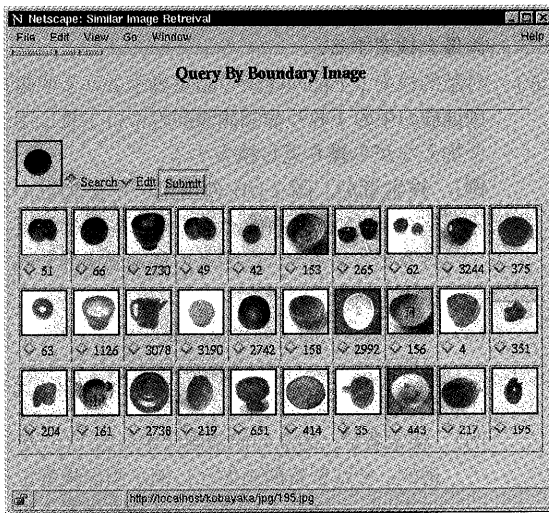 Netscape: Similar Image Retreival
File Edit View Go Window Help
Query By Boundary Image
Search Edit Submit
51 66 2730 49 42 153 265 62 3244 375
63 1126 3078 3190 2742 158 2992 156 4 351
204 161 2738 219 651 414 35 443 217 195
http://localhost/kobayaka/jpg/195.jpg